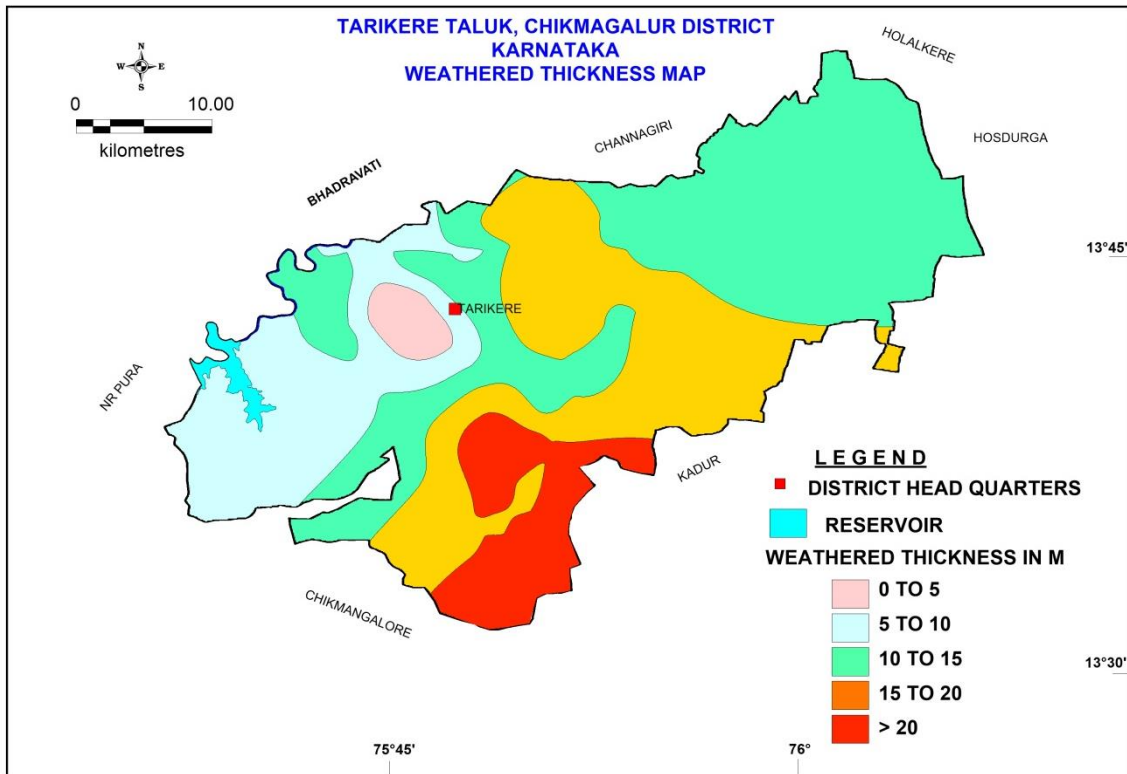 TARIKERE TALUK, CHIKMAGALUR DISTRICT
KARNATAKA
WEATHERED THICKNESS MAP
N
W E
S
0 10.00
kilometres
HOLALKERE
HOSDURGA
CHANNAGIRI
BHADRAVATI
13°45'
TARIKERE
NR PURA
KADUR
CHIKMANGALORE
LEGEND
DISTRICT HEAD QUARTERS
RESERVOIR
WEATHERED THICKNESS IN M
0 TO 5
5 TO 10
10 TO 15
15 TO 20
> 20
13°30'
75°45'
76°